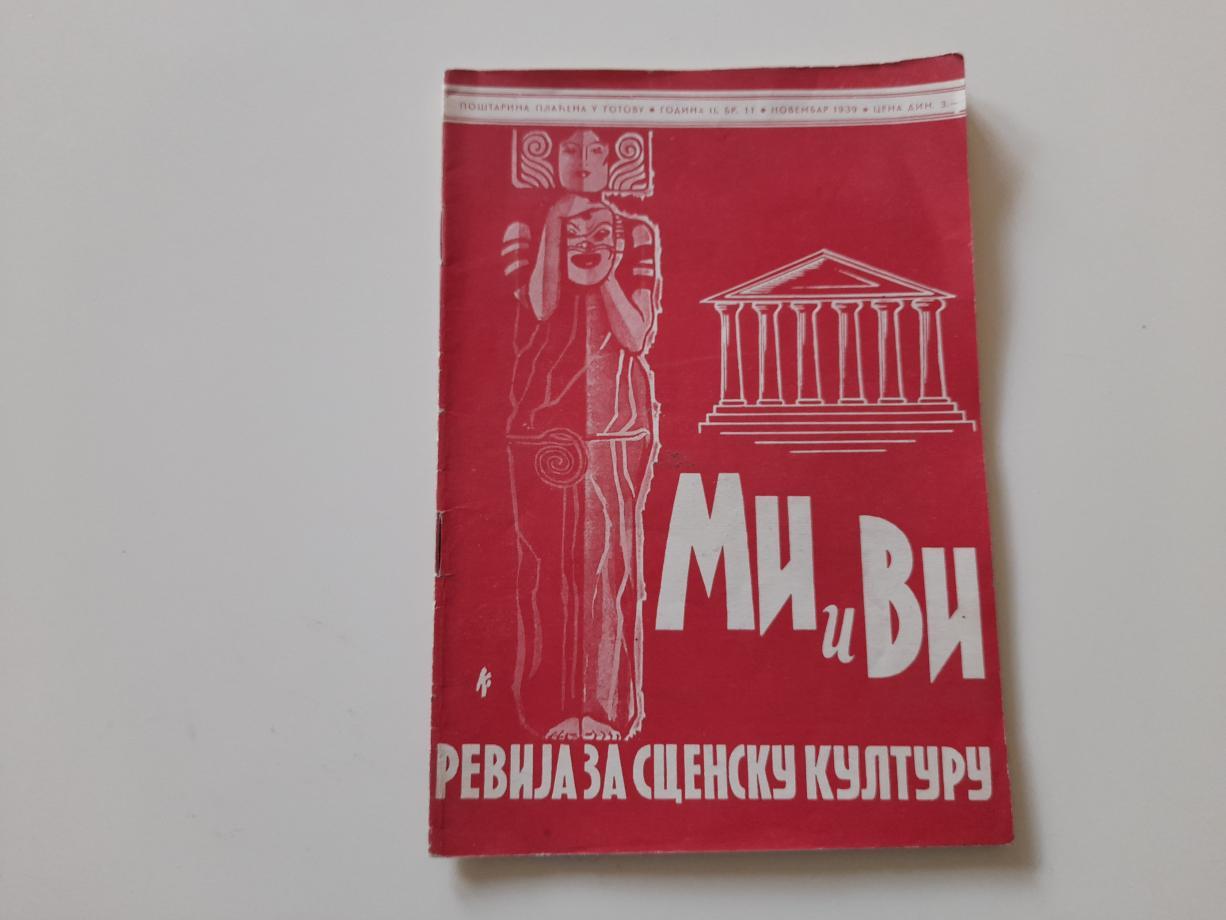 ПОШТАРИНА ПЛАЋЕНА У ГОТОВУ * ГОДИНА II. БР. 11 * НОВЕМБАР 1939 * ЦЕНА ДИН. 3.—
Ми и Ви
РЕВИЈА ЗА СЦЕНСКУ КУЛТУРУ